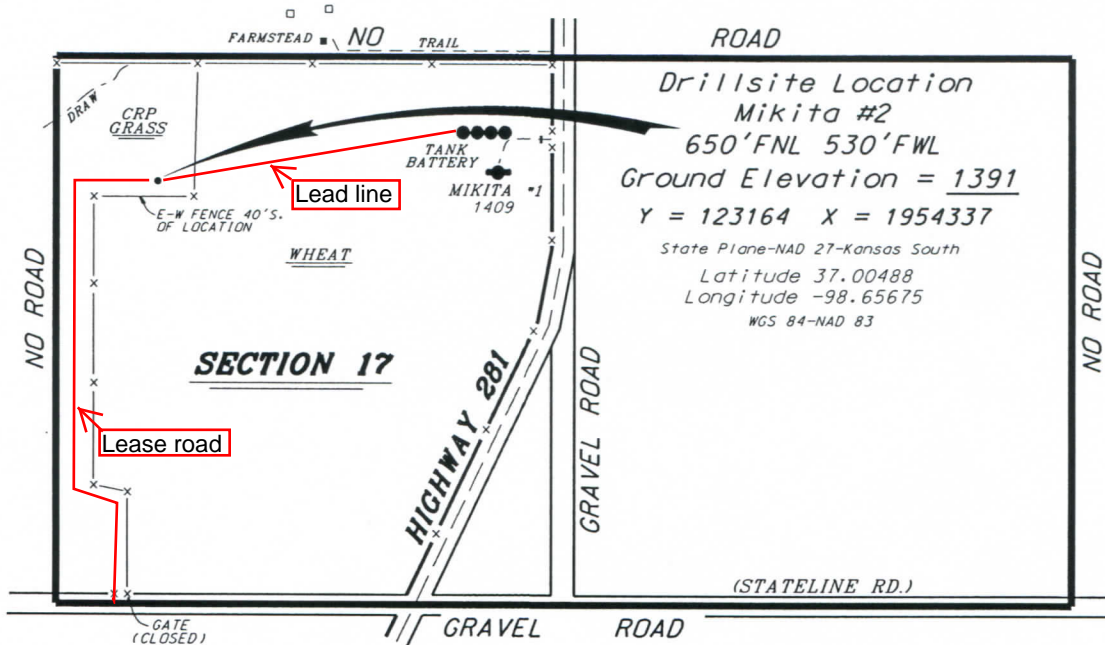 FARMSTEAD
NO
TRAIL
ROAD
DRAW
CRP
GRASS
Drillsite Location
Mikita #2
650'FNL 530'FWL
Ground Elevation = 1391
Y = 123164 X = 1954337
State Plane-NAD 27-Kansas South
Latitude 37.00488
Longitude -98.65675
WGS 84-NAD 83
TANK
BATTERY
MIKITA #1
1409
Lead line
E-W FENCE 40'S.
OF LOCATION
WHEAT
NO ROAD
NO ROAD
SECTION 17
HIGHWAY 281
GRAVEL ROAD
Lease road
(STATELINE RD.)
GATE
(CLOSED)
GRAVEL ROAD